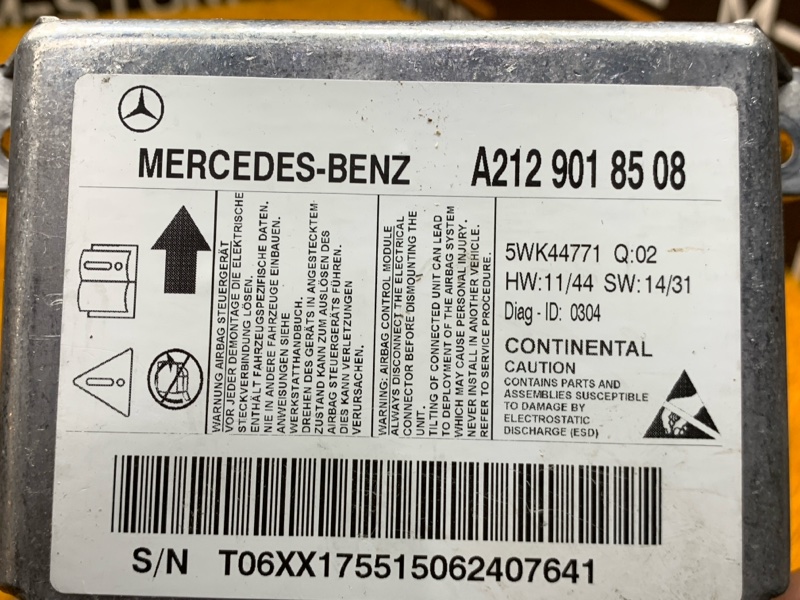 MERCEDES-BENZ A212 901 85 08
WARNUNG AIRBAG STEUERGERÄT
VOR JEDER DEMONTAGE DIE ELEKTRISCHE
STECKVERBINDUNG LÖSEN.
ENTHÄLT FAHRZEUGSPEZIFISCHE DATEN.
NIE IN ANDERE FAHRZEUGE EINBAUEN.
ANWEISUNGEN SIEHE
WERKSTATTHANDBUCH.
DREHEN DES GERÄTS IN ANGESTECKTEM
ZUSTAND KANN ZUM AUSLÖSEN DES
AIRBAG STEUERGERÄTS FÜHREN.
DIES KANN VERLETZUNGEN
VERURSACHEN.
WARNING: AIRBAG CONTROL MODULE
ALWAYS DISCONNECT THE ELECTRICAL
CONNECTOR BEFORE DISMOUNTING THE
UNIT.
TILTING OF CONNECTED UNIT CAN LEAD
TO DEPLOYMENT OF THE AIRBAG SYSTEM
WHICH MAY CAUSE PERSONAL INJURY.
NEVER INSTALL IN ANOTHER VEHICLE.
REFER TO SERVICE PROCEDURE.
5WK44771 Q:02
HW:11/44 SW:14/31
Diag - ID: 0304
CONTINENTAL
CAUTION
CONTAINS PARTS AND
ASSEMBLIES SUSCEPTIBLE
TO DAMAGE BY
ELECTROSTATIC
DISCHARGE (ESD)
S/N T06XX175515062407641